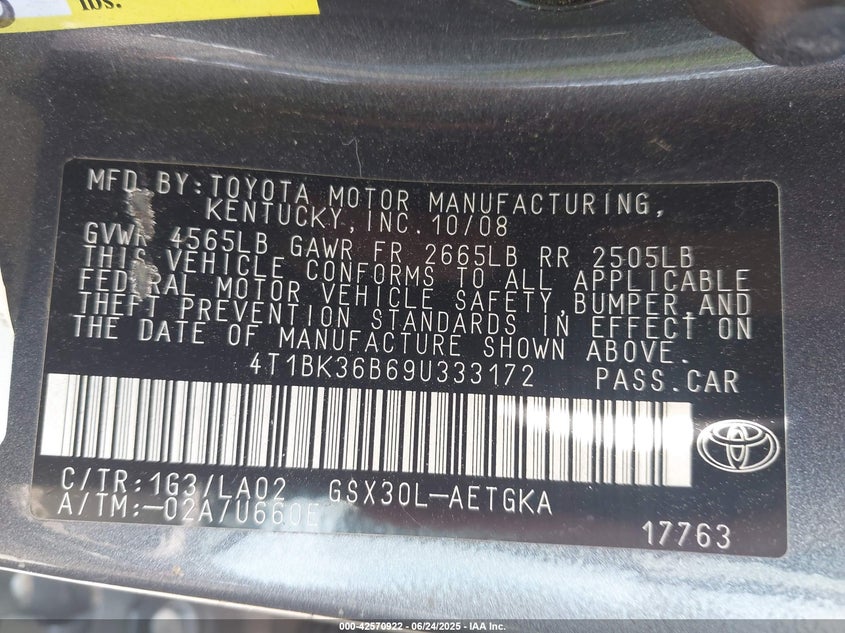 lbs.
MFD.BY:TOYOTA MOTOR MANUFACTURING,
KENTUCKY,INC.10/08
GVWR 4565LB GAWR FR 2665LB RR 2505LB
THIS VEHICLE CONFORMS TO ALL APPLICABLE
FEDERAL MOTOR VEHICLE SAFETY,BUMPER,AND
THEFT PREVENTION STANDARDS IN EFFECT ON
THE DATE OF MANUFACTURE SHOWN ABOVE.
4T1BK36B69U333172 PASS.CAR
C/TR:1G3/LA02 GSX30L-AETGKA
A/TM:-02A/U660E
17763
000-42570922 - 06/24/2025 - IAA Inc.